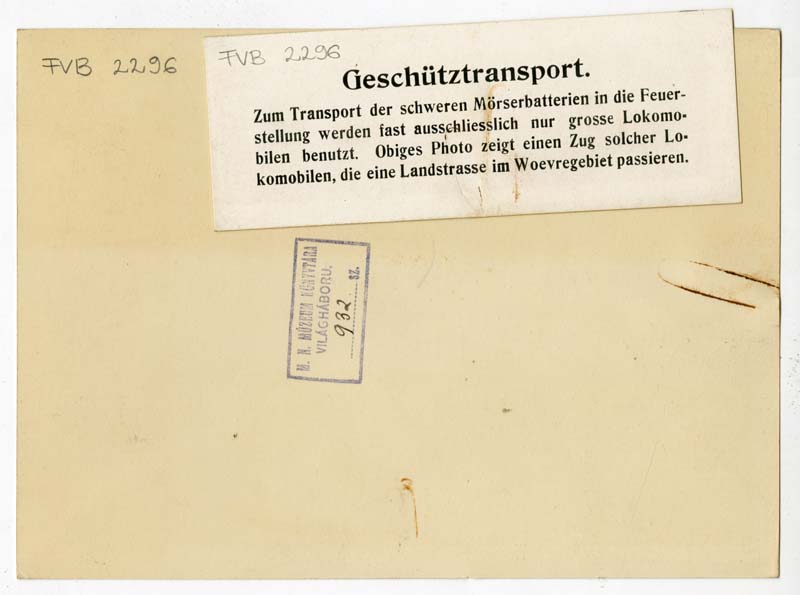 FVB 2296
FVB 2296
Geschütztransport.
Zum Transport der schweren Mörserbatterien in die Feuer-
stellung werden fast ausschliesslich nur grosse Lokomo-
bilen benutzt. Obiges Photo zeigt einen Zug solcher Lo-
komobilen, die eine Landstrasse im Woevregebiet passieren.
M. N. MÚZEUM KÖNYVTÁRA
VILÁGHÁBORU.
932 SZ.